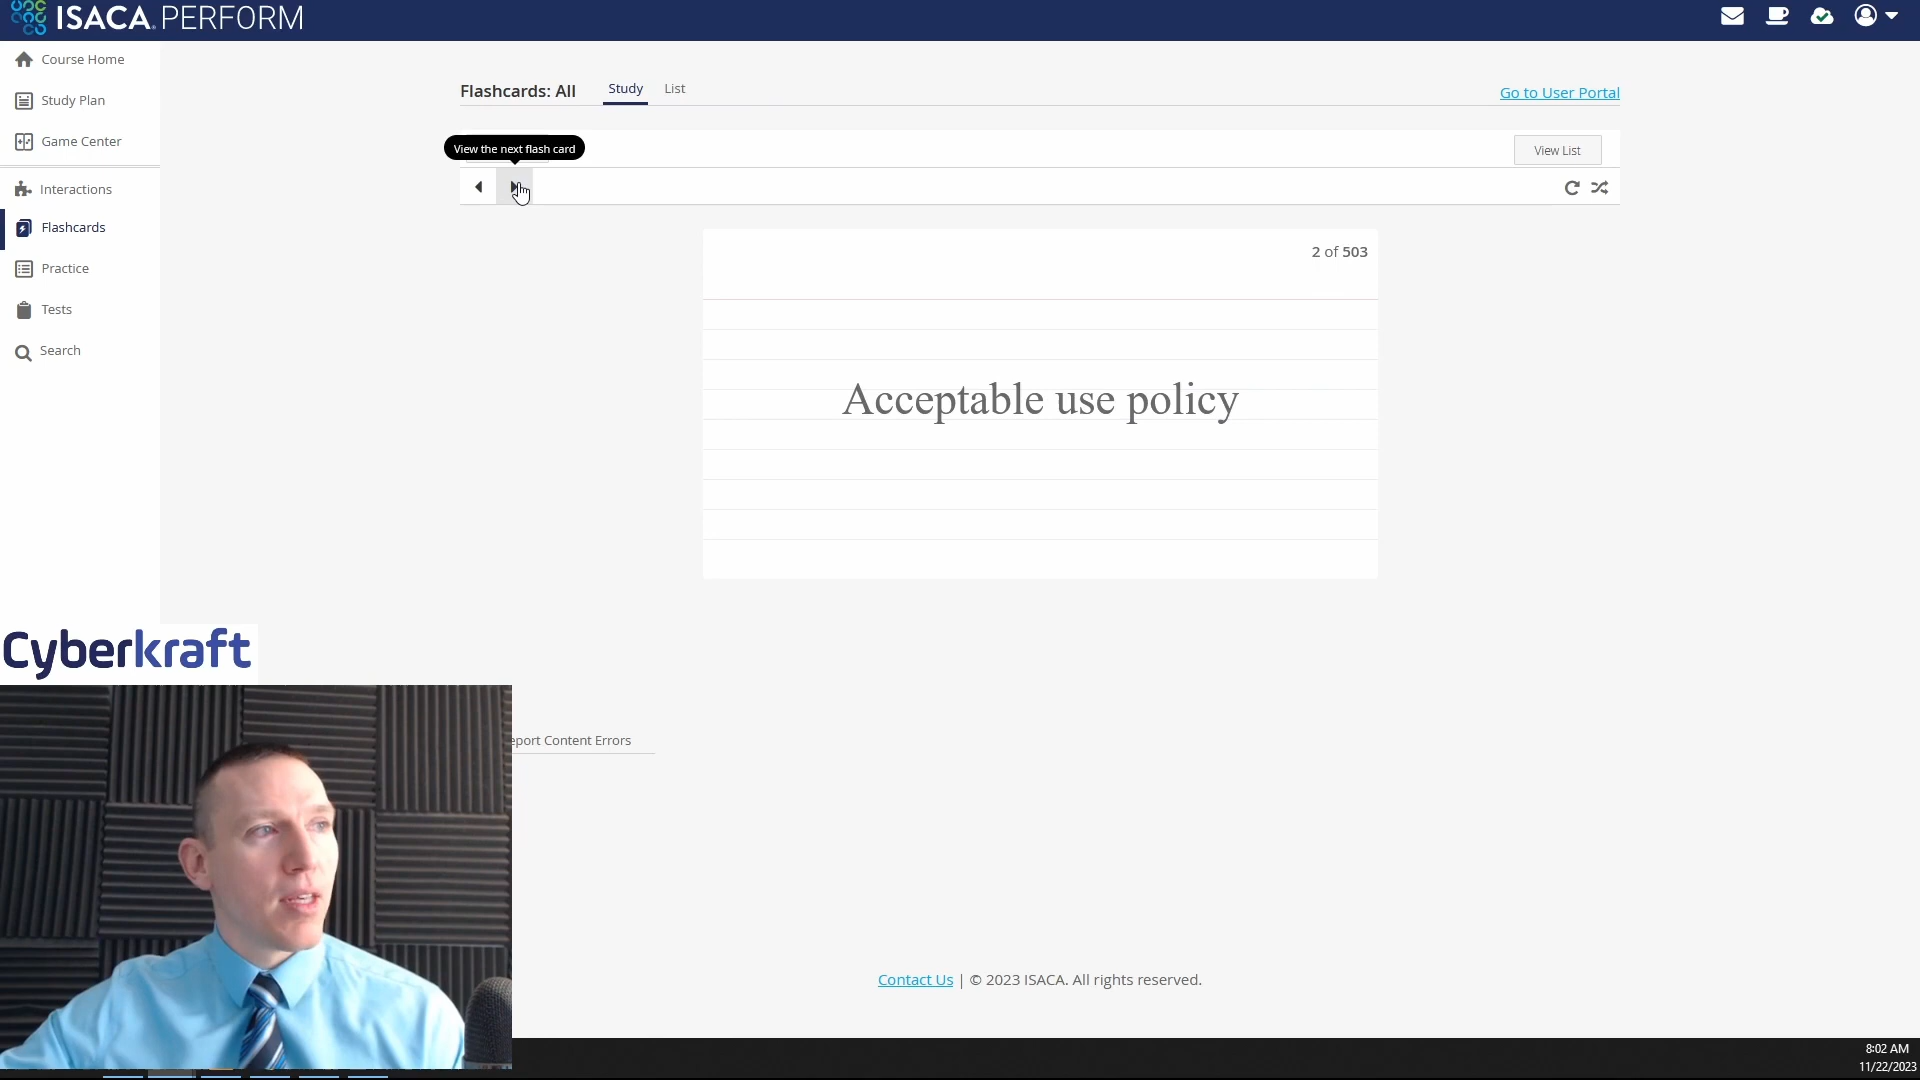 ISACA PERFORM
Course Home
Study Plan
Game Center
Interactions
Flashcards
Practice
Tests
Search
Flashcards: All
Study
List
Go to User Portal
View the next flash card
View List
2 of 503
Acceptable use policy
Cyberkraft
eport Content Errors
Contact Us | © 2023 ISACA. All rights reserved.
8:02 AM
11/22/2023